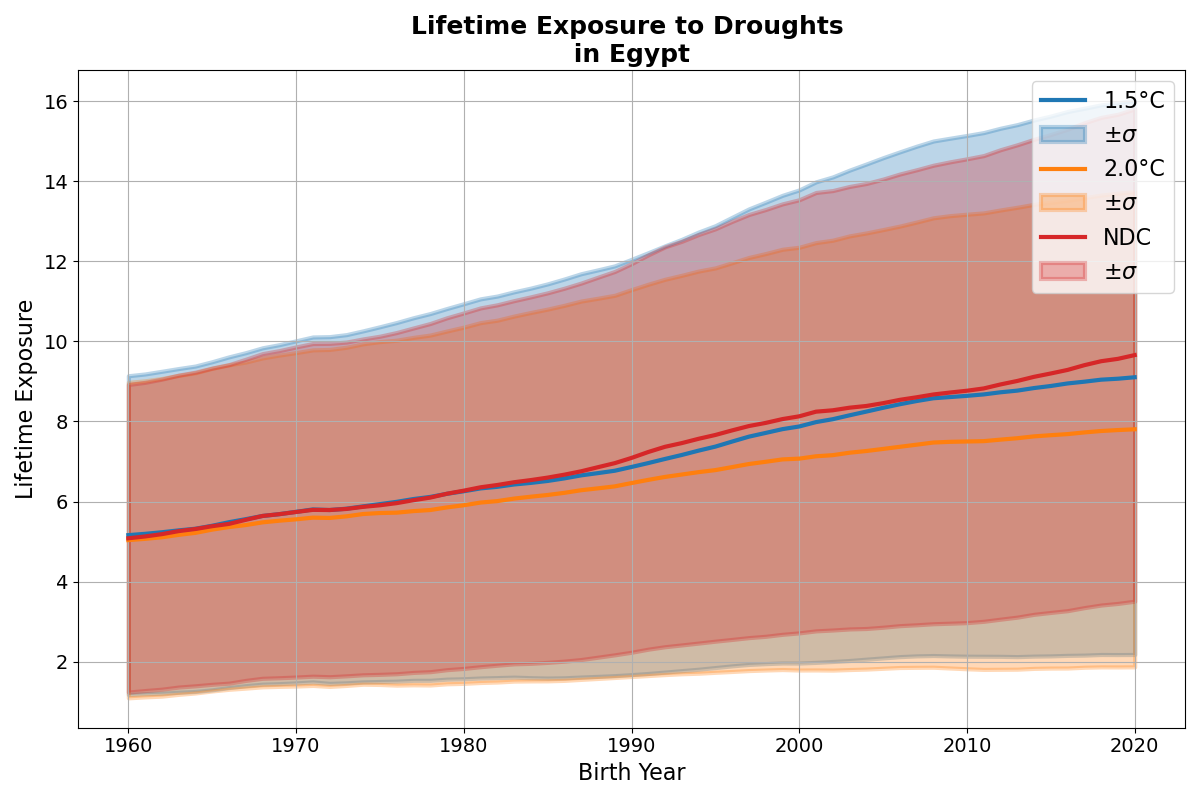 Lifetime Exposure to Droughts
in Egypt
Lifetime Exposure
16
14
12
10
8
6
4
2
1960 1970 1980 1990 2000 2010 2020
Birth Year
1.5°C
±σ
2.0°C
±σ
NDC
±σ